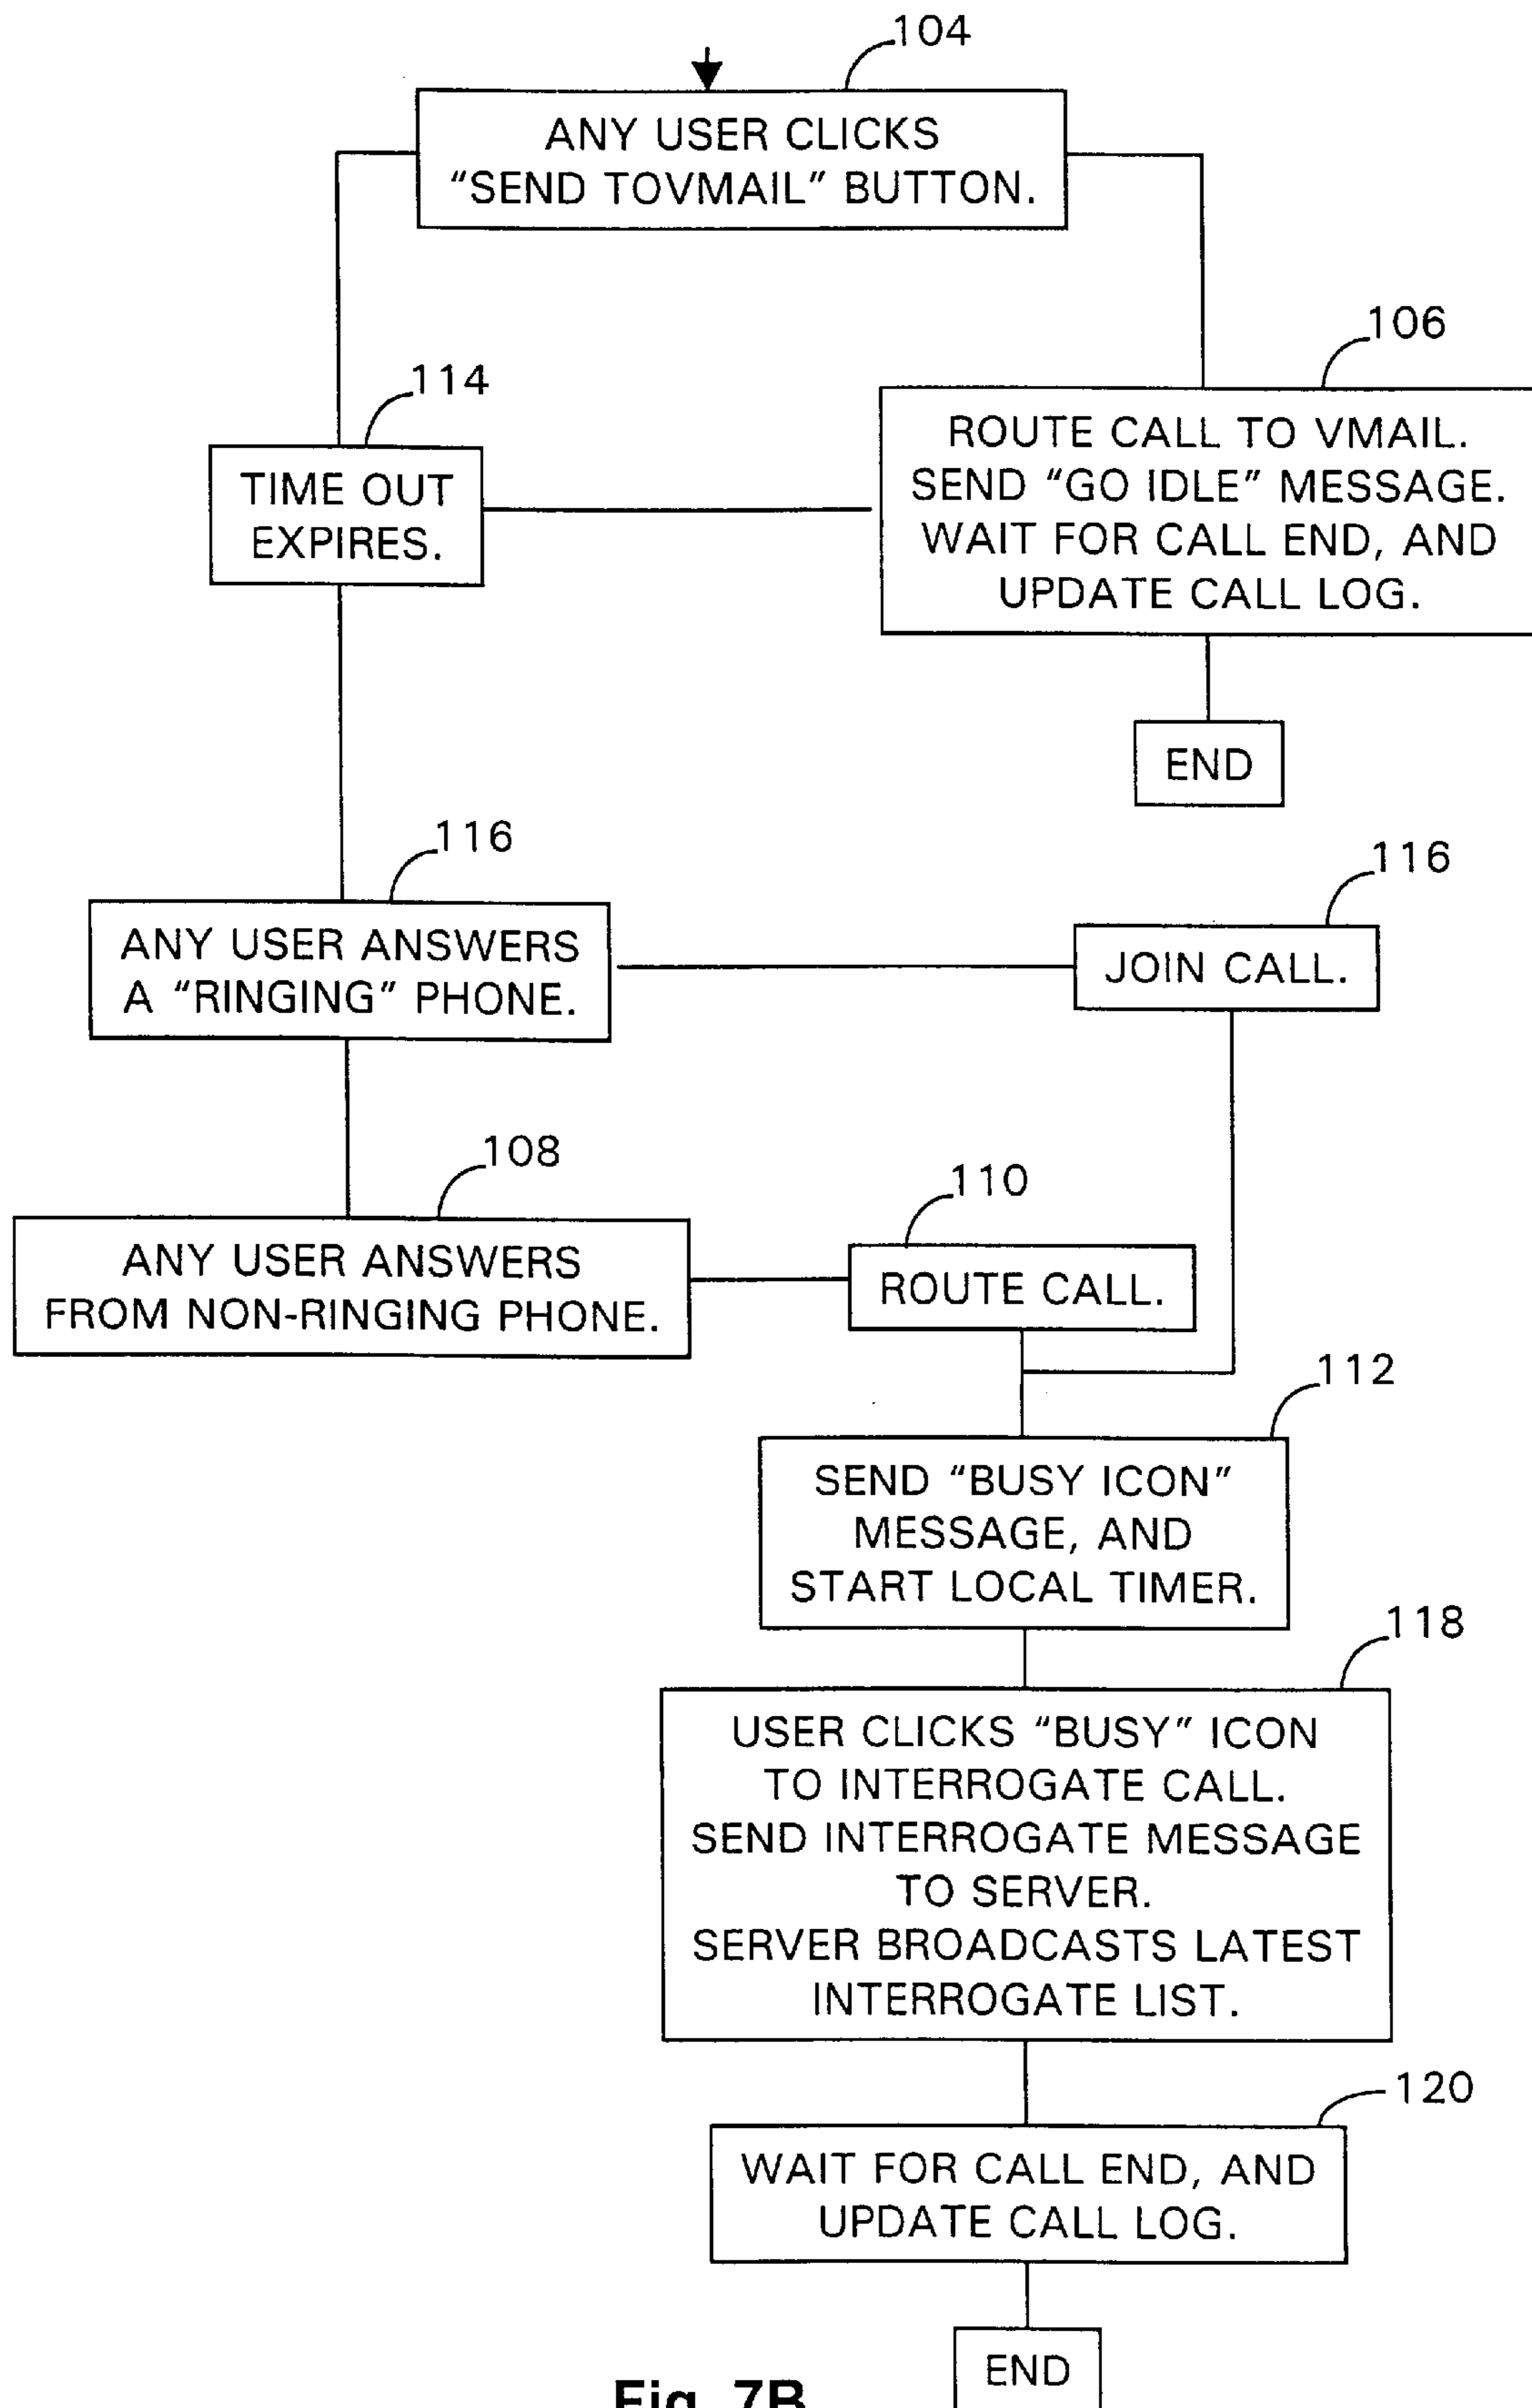 104
ANY USER CLICKS
“SEND TOVMAIL” BUTTON.
106
ROUTE CALL TO VMAIL.
SEND “GO IDLE” MESSAGE.
WAIT FOR CALL END, AND
UPDATE CALL LOG.
114
TIME OUT
EXPIRES.
END
116
ANY USER ANSWERS
A “RINGING” PHONE.
116
JOIN CALL.
108
ANY USER ANSWERS
FROM NON-RINGING PHONE.
110
ROUTE CALL.
112
SEND “BUSY ICON”
MESSAGE, AND
START LOCAL TIMER.
118
USER CLICKS “BUSY” ICON
TO INTERROGATE CALL.
SEND INTERROGATE MESSAGE
TO SERVER.
SERVER BROADCASTS LATEST
INTERROGATE LIST.
120
WAIT FOR CALL END, AND
UPDATE CALL LOG.
END
Fig. 7B